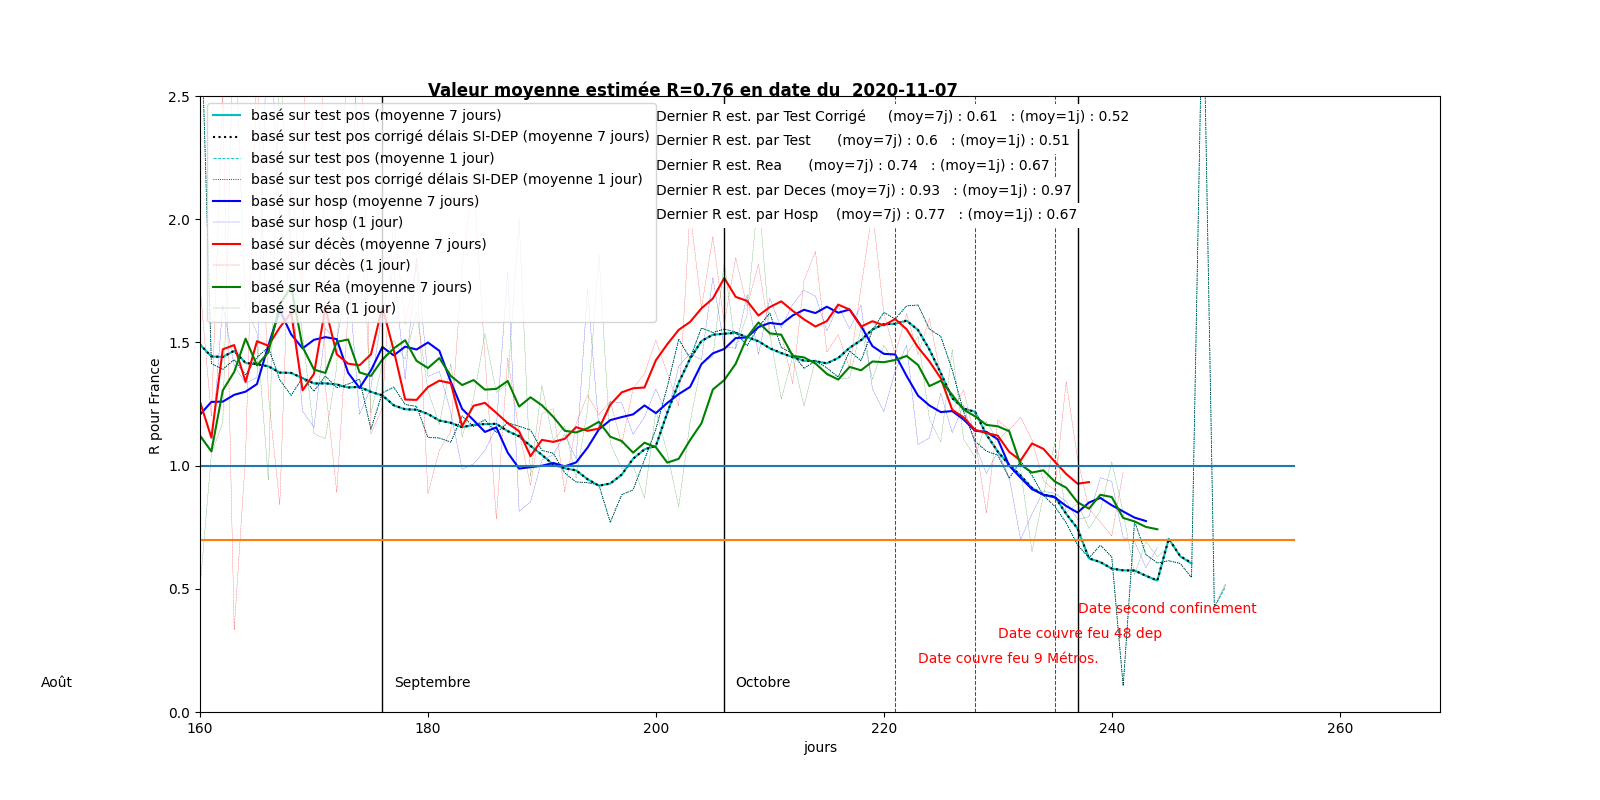 Valeur moyenne estimée R=0.76 en date du  2020-11-07
basé sur test pos (moyenne 7 jours)
basé sur test pos corrigé délais SI-DEP (moyenne 7 jours)
basé sur test pos (moyenne 1 jour)
basé sur test pos corrigé délais SI-DEP (moyenne 1 jour)
basé sur hosp (moyenne 7 jours)
basé sur hosp (1 jour)
basé sur décès (moyenne 7 jours)
basé sur décès (1 jour)
basé sur Réa (moyenne 7 jours)
basé sur Réa (1 jour)
Dernier R est. par Test Corrigé     (moy=7j) : 0.61   : (moy=1j) : 0.52
Dernier R est. par Test      (moy=7j) : 0.6   : (moy=1j) : 0.51
Dernier R est. Rea      (moy=7j) : 0.74   : (moy=1j) : 0.67
Dernier R est. par Deces (moy=7j) : 0.93   : (moy=1j) : 0.97
Dernier R est. par Hosp    (moy=7j) : 0.77   : (moy=1j) : 0.67
2.5
2.0
1.5
1.0
0.5
0.0
R pour France
Date second confinement
Date couvre feu 48 dep
Date couvre feu 9 Métros.
Août
Septembre
Octobre
160
180
200
220
240
260
jours